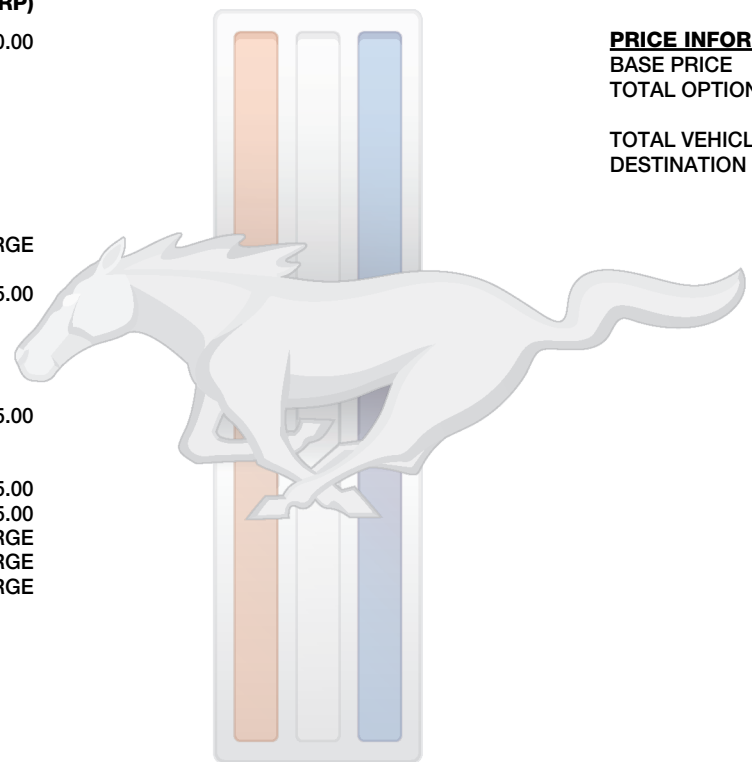 RP)
0.00
RGE
5.00
5.00
5.00
5.00
RGE
RGE
RGE
PRICE INFOR
BASE PRICE
TOTAL OPTION
TOTAL VEHICL
DESTINATION